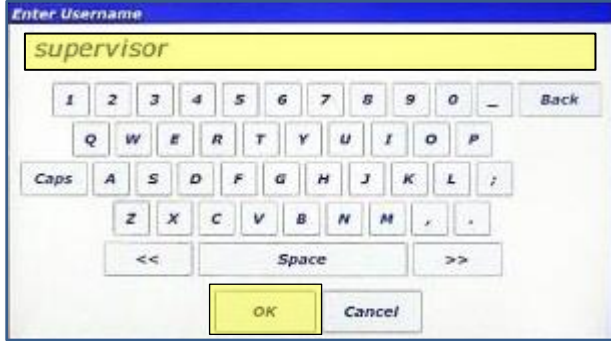 Enter Username
supervisor
1 2 3 4 5 6 7 8 9 0 _ Back
Q W E R T Y U I O P
Caps A S D F G H J K L ;
Z X C V B N M , .
<< Space >>
OK Cancel